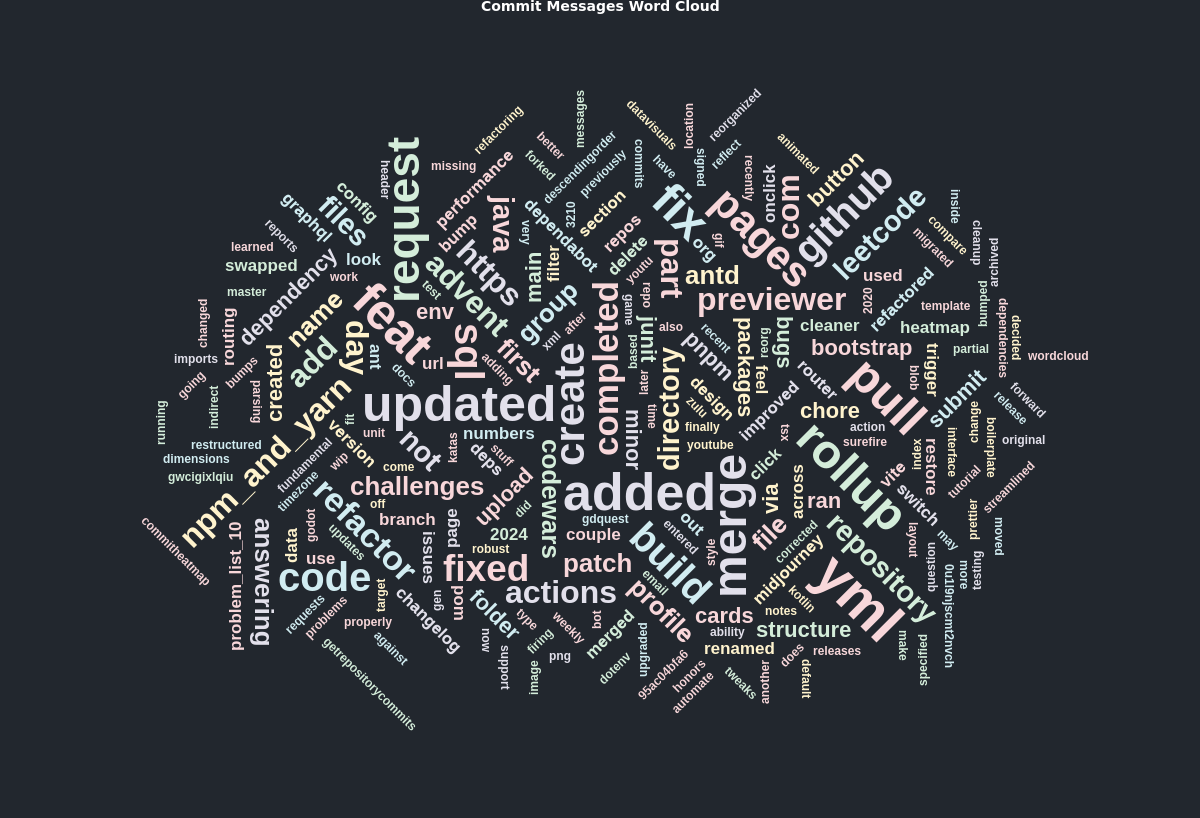 Commit Messages Word Cloud
messages
datavisuals
location
reorganized
refactoring
better
descendingorder
previously
commits
have
signed
reflect
animated
request
header
missing
performance
forked
recently
onclick
com
button
config
files
graphql
bump
java
very
dependabot
3210
section
fix
org
gif
pages
github
leetcode
inside
compare
migrated
cleanup
archived
reports
learned
swapped
dependency
look
work
https
main
filter
repos
delete
youtu
part
antd
used
refactored
master
test
advent
group
completed
game
repo
previewer
2020
template
bundled
dependencies
decided
changed
routing
name
feat
env
sql
first
xml
after
based
junit
also
recent
pnpm
packages
reorg
bugs
cleaner
heatmap
imports
bumps
add
day
ant
url
docs
adding
create
later
feel
bootstrap
trigger
partial
wordcloud
going
indirect
parsing
created
updated
minor
time
directory
design
zulu
improved
router
blob
pull
submit
forward
release
running
npm_and_yarn
fit
unit
not
numbers
katas
finally
chore
action
change
boilerplate
restructured
dimensions
gwcigixlqiu
version
fundamental
wip
timezone
come
deps
stuff
codewars
youtube
tsx
surefire
index
interface
original
challenges
off
upload
did
added
merge
click
via
across
rollup
vite
restore
switch
tutorial
streamlined
prettier
commitheatmap
problem_list_10
answering
data
godot
refactor
updates
branch
issues
page
2024
robust
gdquest
couple
out
entered
style
file
ran
corrected
repository
layout
may
question
moved
testing
more
0u1t9njscmt2nvch
code
use
target
fixed
patch
build
email
midjourney
kotlin
yml
requests
problems
properly
changelog
gen
pom
folder
actions
type
weekly
bot
profile
cards
notes
ability
structure
make
specified
against
now
support
firing
png
image
merged
dotenv
upgraded
renamed
does
releases
getrepositorycommits
95ac04bfa6
honors
automate
tweaks
another
default